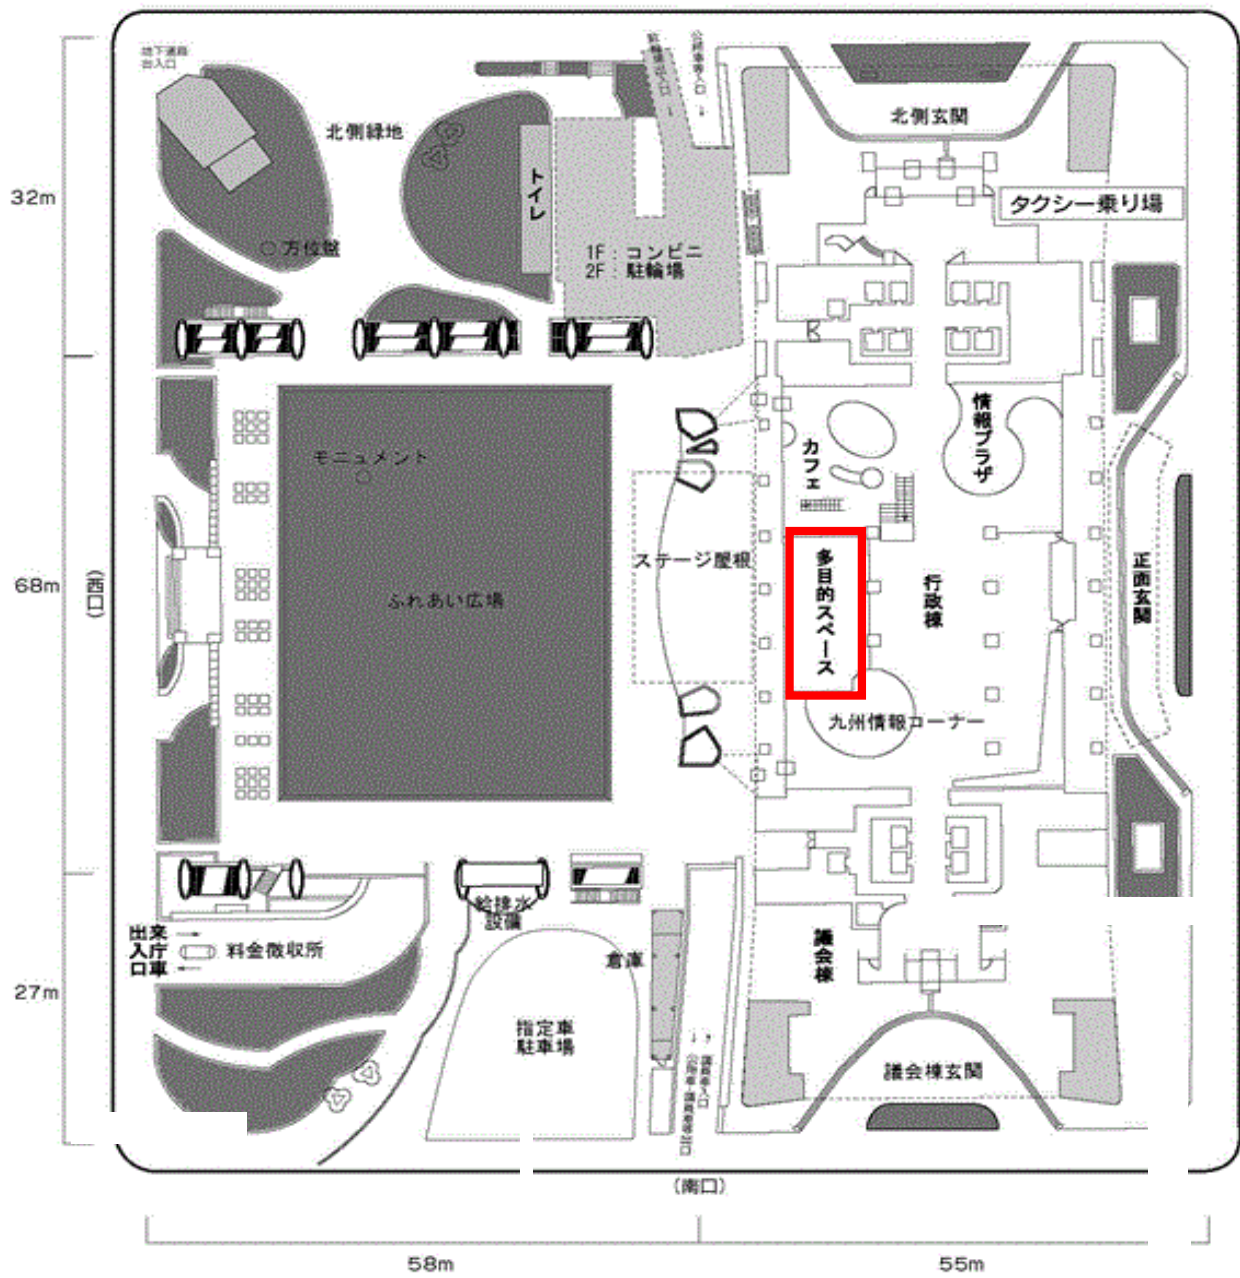 地下通路
出入口
北側緑地
トイレ
方位盤
1F:コンビニ
2F:駐輪場
公用車等入口
北側玄関
タクシー乗り場
32m
モニュメント
カフェ
情報プラザ
ステージ屋根
多目的スペース
行政棟
正面玄関
68m
(西口)
ふれあい広場
九州情報コーナー
給排水
設備
出来
入庁
口車
料金徴収所
倉庫
議会棟
27m
指定車
駐車場
議会棟玄関
(南口)
58m
55m